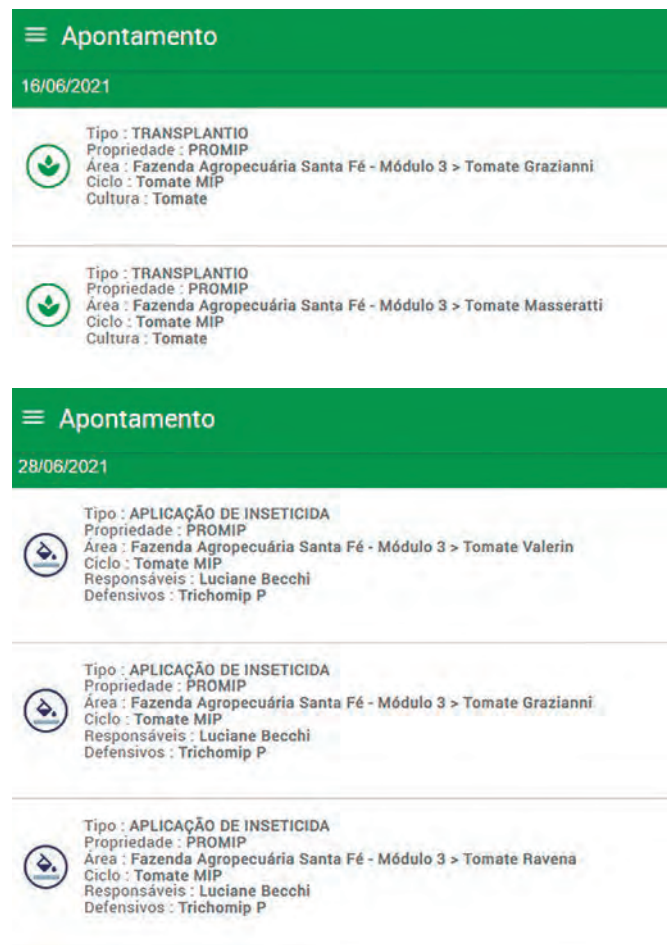 Apontamento
16/06/2021
Tipo : TRANSPLANTIO
Propriedade : PROMIP
Área : Fazenda Agropecuária Santa Fé - Módulo 3 > Tomate Grazianni
Ciclo : Tomate MIP
Cultura : Tomate
Tipo : TRANSPLANTIO
Propriedade : PROMIP
Área : Fazenda Agropecuária Santa Fé - Módulo 3 > Tomate Masseratti
Ciclo : Tomate MIP
Cultura : Tomate
Apontamento
28/06/2021
Tipo : APLICAÇÃO DE INSETICIDA
Propriedade : PROMIP
Área : Fazenda Agropecuária Santa Fé - Módulo 3 > Tomate Valerin
Ciclo : Tomate MIP
Responsáveis : Luciane Becchi
Defensivos : Trichomip P
Tipo : APLICAÇÃO DE INSETICIDA
Propriedade : PROMIP
Área : Fazenda Agropecuária Santa Fé - Módulo 3 > Tomate Grazianni
Ciclo : Tomate MIP
Responsáveis : Luciane Becchi
Defensivos : Trichomip P
Tipo : APLICAÇÃO DE INSETICIDA
Propriedade : PROMIP
Área : Fazenda Agropecuária Santa Fé - Módulo 3 > Tomate Ravena
Ciclo : Tomate MIP
Responsáveis : Luciane Becchi
Defensivos : Trichomip P